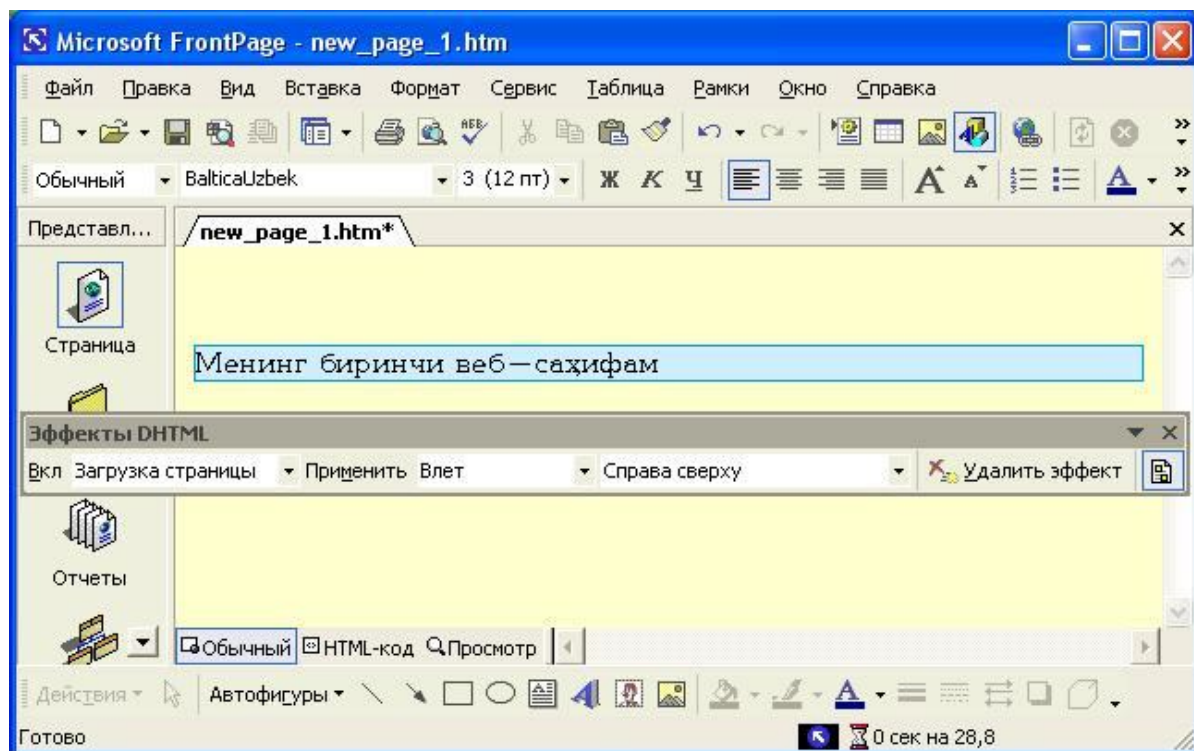 Microsoft FrontPage - new_page_1.htm
Файл Правка Вид Вставка Формат Сервис Таблица Рамки Окно Справка
Обычный BalticaUzbek 3 (12 пт) Ж К Ч A A A
Представл... new_page_1.htm*
Страница
Менинг биринчи веб—саҳифам
Эффекты DHTML
Вкл Загрузка страницы Применить Влет Справа сверху Удалить эффект
Отчеты
Обычный HTML-код Просмотр
Действия Автофигуры A A
Готово 0 сек на 28,8